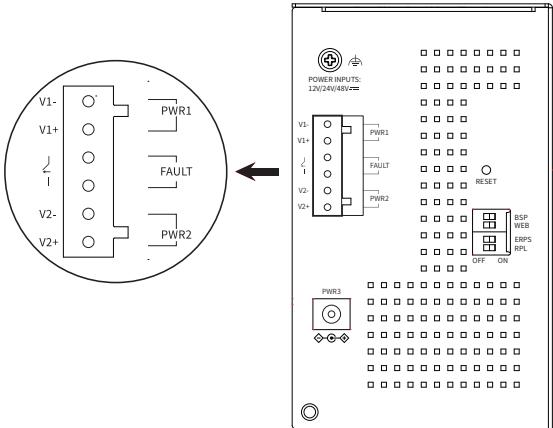 V1-
V1+
V2-
V2+
PWR1
FAULT
PWR2
POWER INPUTS:
12V/24V/48V
V1-
V1+
V2-
V2+
PWR1
FAULT
PWR2
RESET
BSP
WEB
ERPS
RPL
OFF ON
PWR3